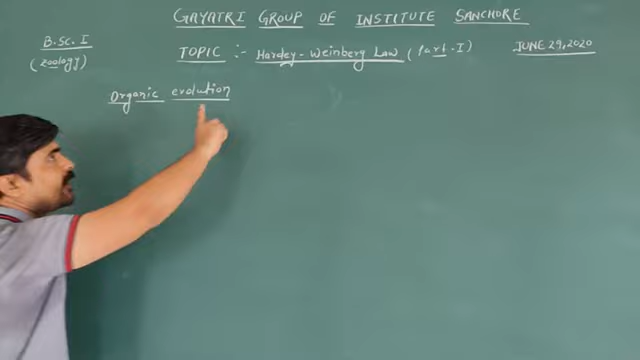 GAYATRI GROUP OF INSTITUTE SANCHORE
B.Sc. I
(Zoology)
TOPIC :- Hardey-Weinberg Law (Part-I)
JUNE 29, 2020
Organic evolution